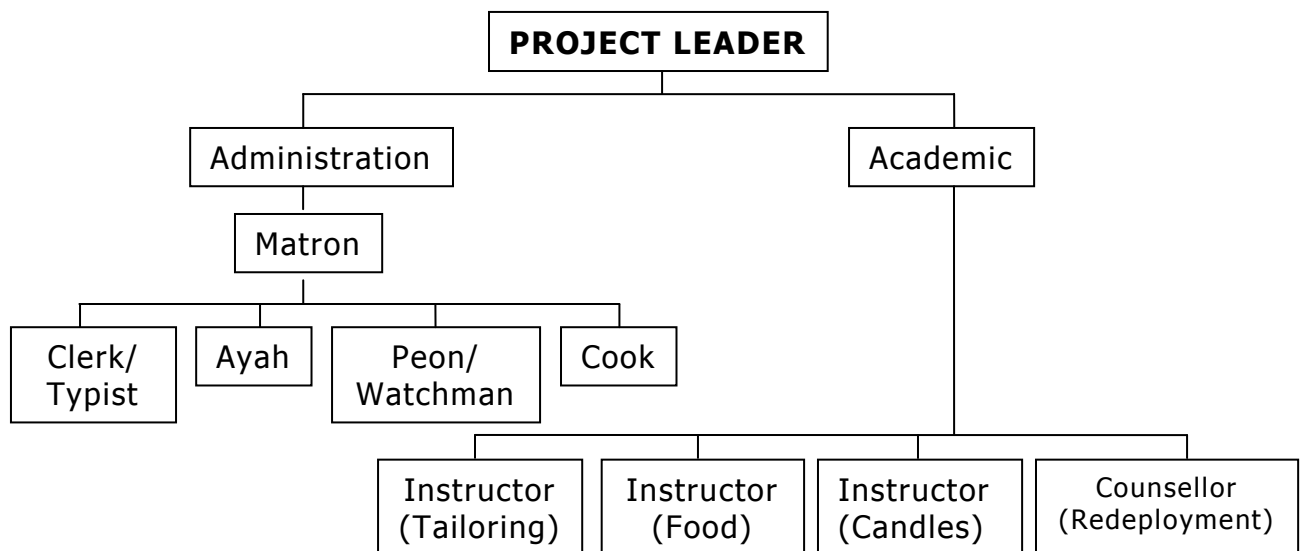 PROJECT LEADER
Administration
Academic
Matron
Clerk/
Typist
Ayah
Peon/
Watchman
Cook
Instructor
(Tailoring)
Instructor
(Food)
Instructor
(Candles)
Counsellor
(Redeployment)